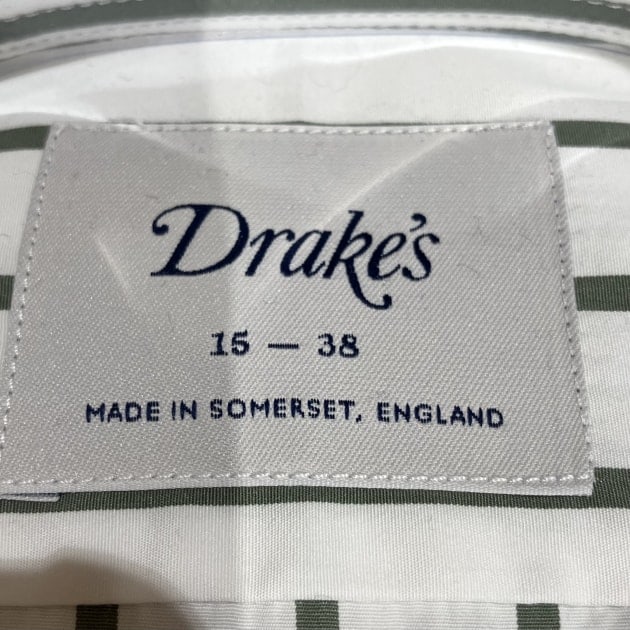 Drake's
15 — 38
MADE IN SOMERSET, ENGLAND